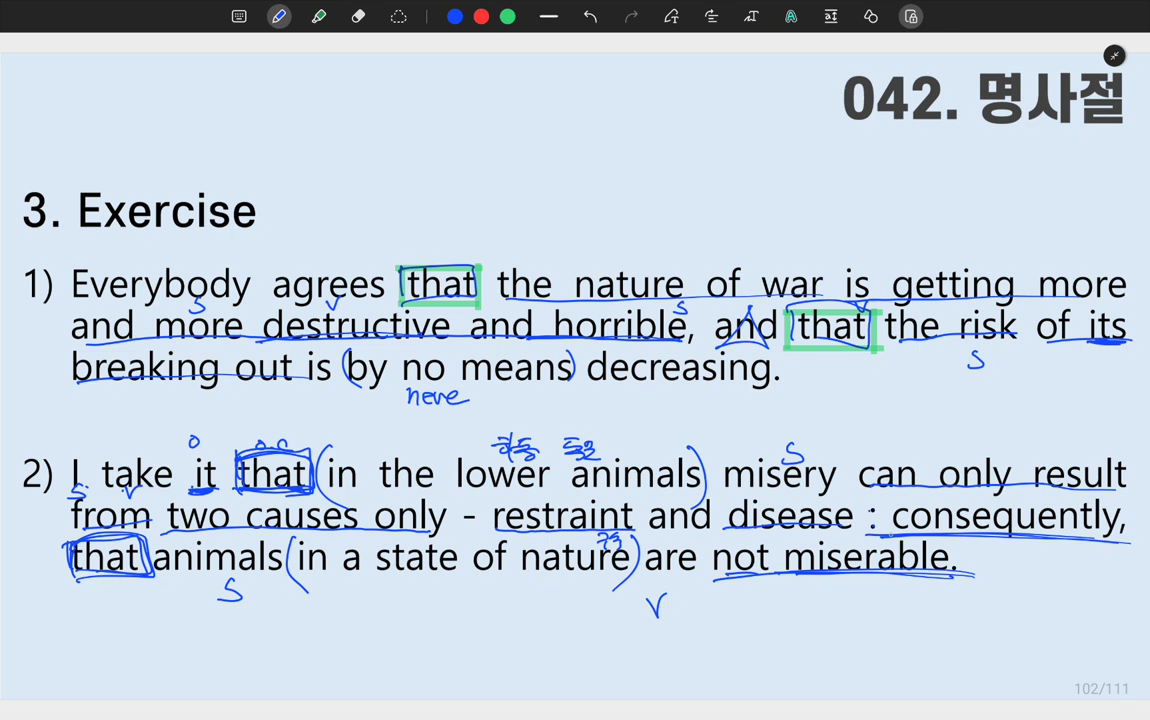 042. 명사절
3. Exercise
1) Everybody agrees that the nature of war is getting more
S V S V
and more destructive and horrible, and that the risk of its
S
breaking out is (by no means) decreasing.
neve
O
2) I take it that (in the lower animals) misery can only result
S V S
from two causes only - restraint and disease : consequently,
that animals (in a state of nature) are not miserable.
S V
102/111